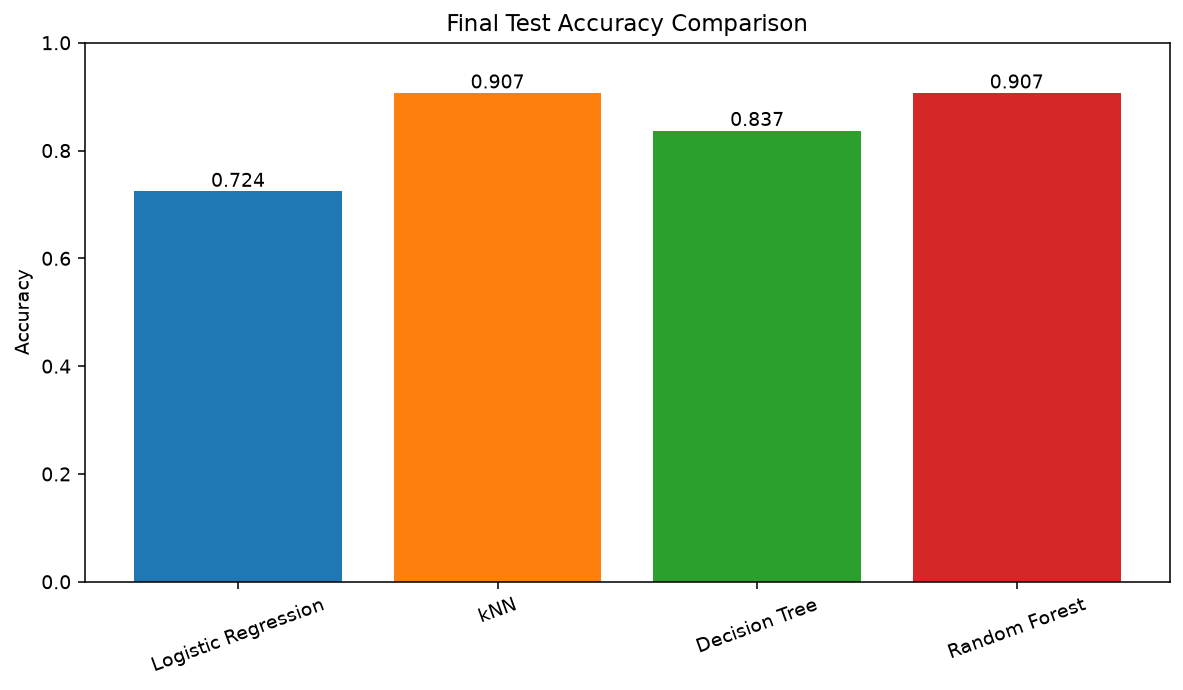 Final Test Accuracy Comparison
1.0
0.8
0.6
0.4
0.2
0.0
Accuracy
0.724
0.907
0.837
0.907
Logistic Regression
kNN
Decision Tree
Random Forest